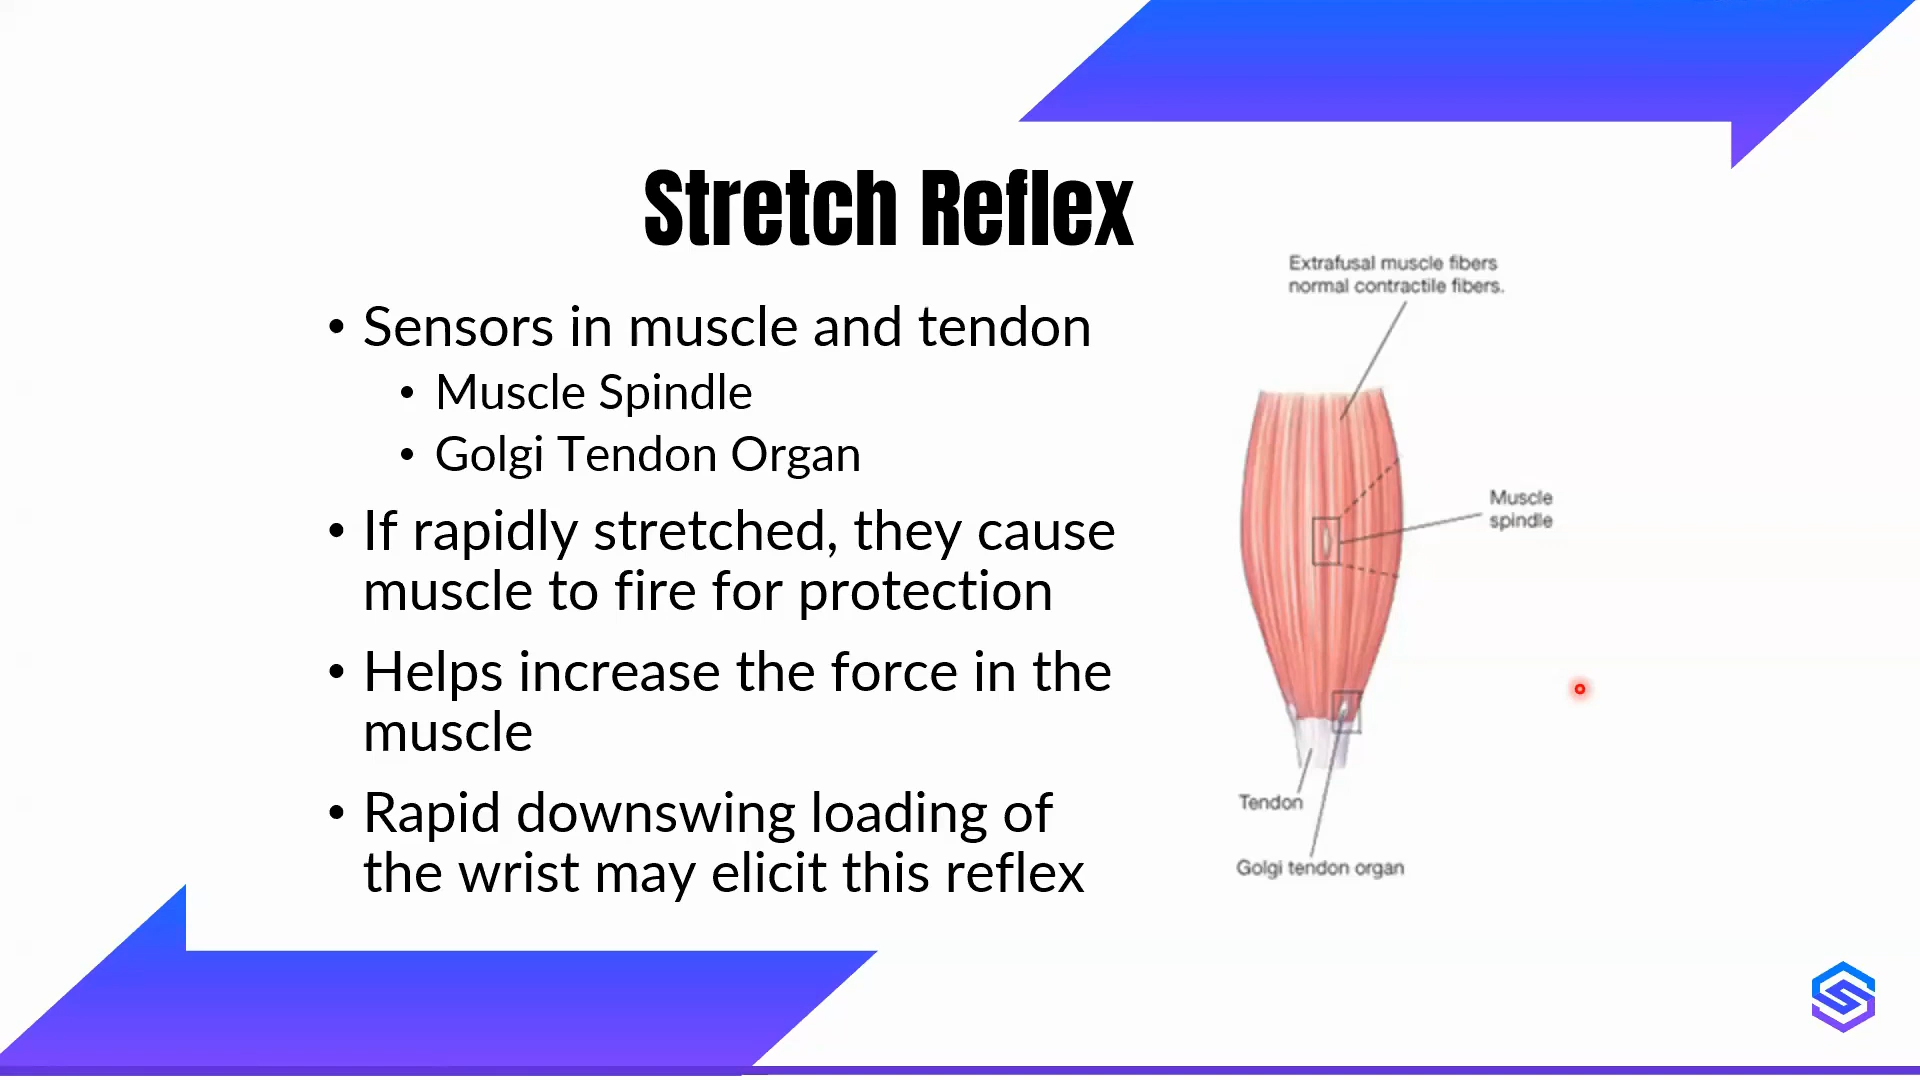 Stretch Reflex
• Sensors in muscle and tendon
• Muscle Spindle
• Golgi Tendon Organ
• If rapidly stretched, they cause
muscle to fire for protection
• Helps increase the force in the
muscle
• Rapid downswing loading of
the wrist may elicit this reflex
Extrafusal muscle fibers
normal contractile fibers.
Muscle
spindle
Tendon
Golgi tendon organ